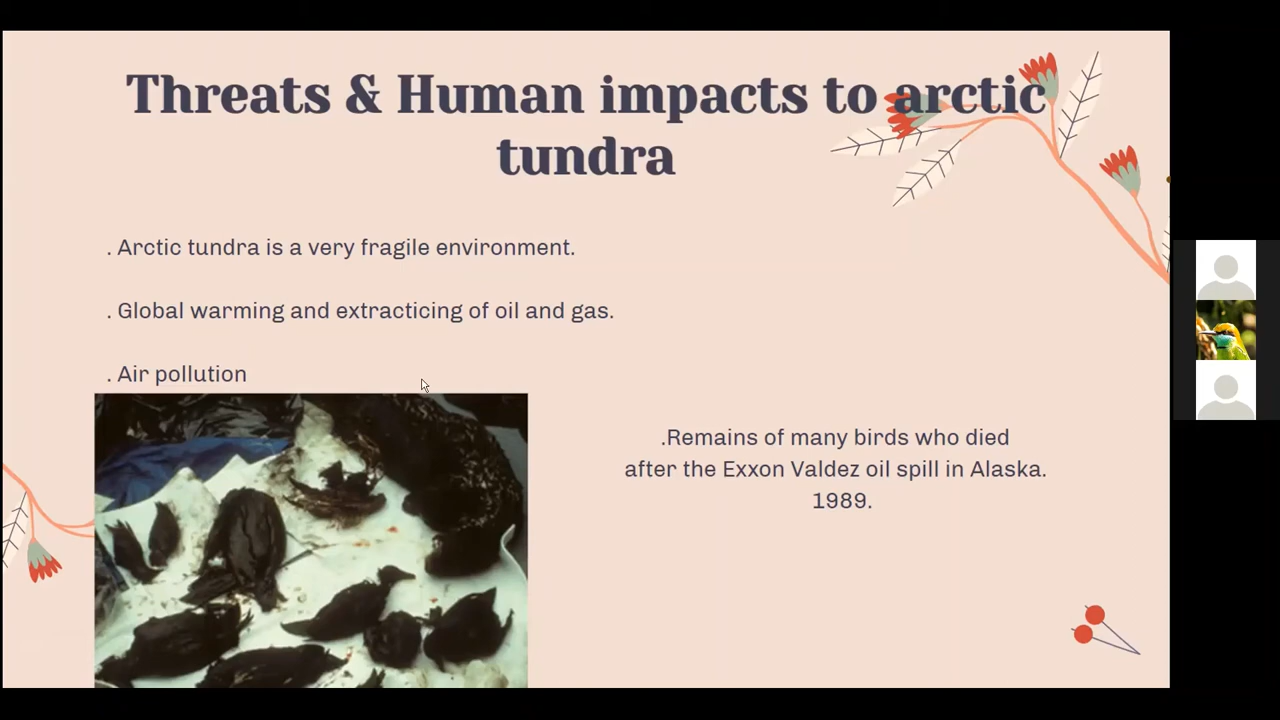 Threats & Human impacts to arctic
tundra
. Arctic tundra is a very fragile environment.
. Global warming and extracticing of oil and gas.
. Air pollution
.Remains of many birds who died
after the Exxon Valdez oil spill in Alaska.
1989.